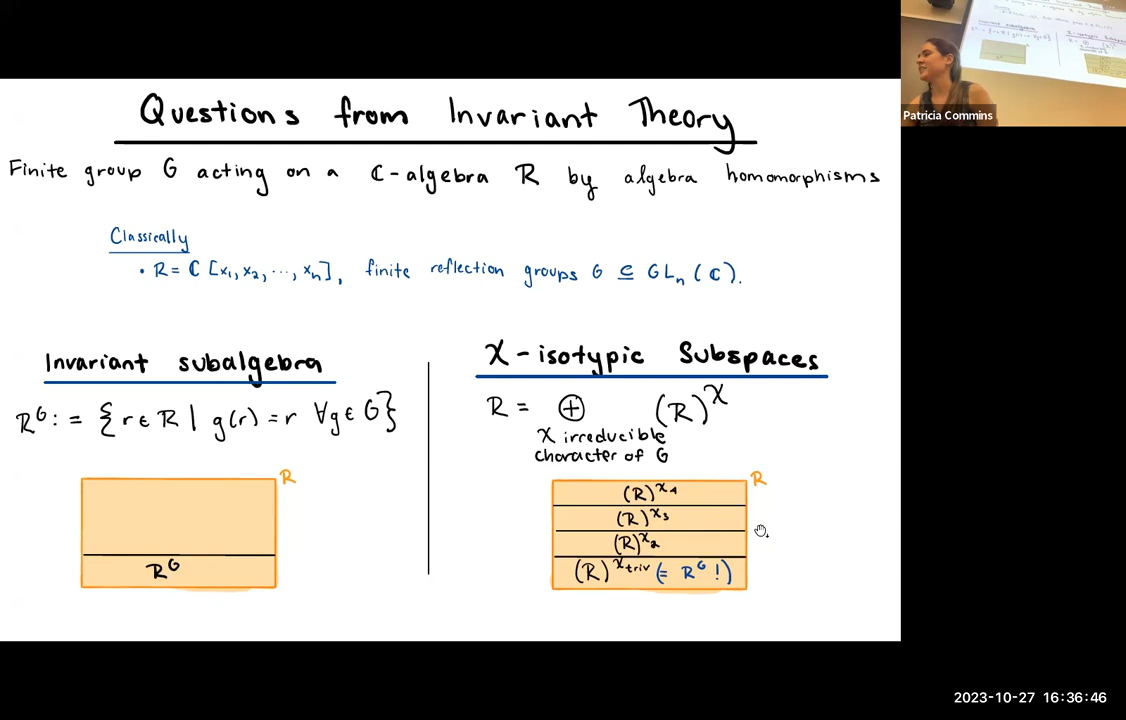 Questions from Invariant Theory
Finite group G acting on a ℂ-algebra R by algebra homomorphisms
Classically
• R = ℂ [x₁, x₂, ..., xₙ], finite reflection groups G ⊆ GLₙ(ℂ).
Invariant subalgebra
R^G := {r ∈ R | g(r) = r ∀g ∈ G}
R
R^G
χ-isotypic Subspaces
R = ⊕ (R)^χ
χ irreducible
character of G
R
(R)^χ₄
(R)^χ₃
(R)^χ₂
(R)^χ_triv (= R^G !)
Patricia Commins
2023-10-27 16:36:46